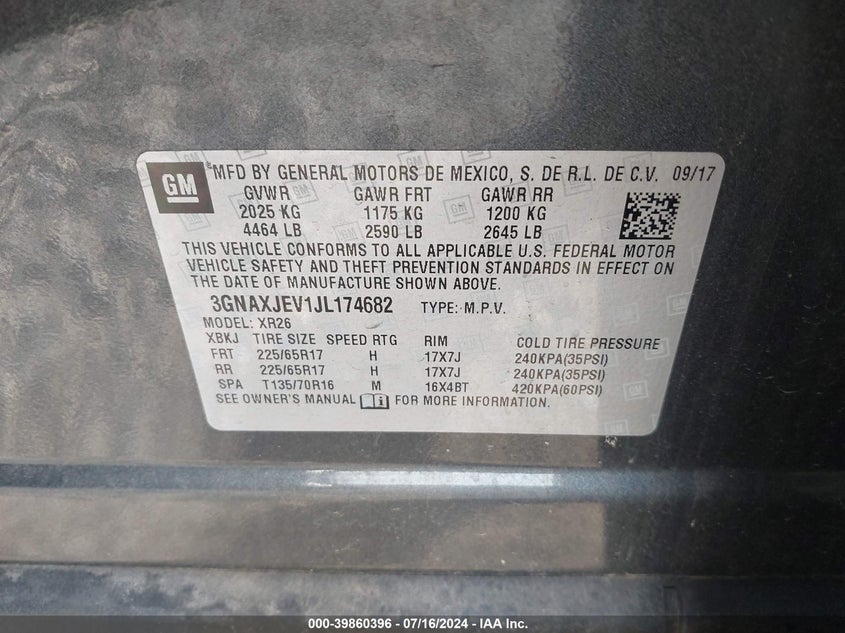 GM
®MFD BY GENERAL MOTORS DE MEXICO, S. DE R.L. DE C.V. 09/17
GVWR GAWR FRT GAWR RR
2025 KG 1175 KG 1200 KG
4464 LB 2590 LB 2645 LB
THIS VEHICLE CONFORMS TO ALL APPLICABLE U.S. FEDERAL MOTOR
VEHICLE SAFETY AND THEFT PREVENTION STANDARDS IN EFFECT ON
THE DATE OF MANUFACTURE SHOWN ABOVE.
3GNAXJEV1JL174682 TYPE: M.P.V.
MODEL: XR26
XBKJ TIRE SIZE SPEED RTG RIM COLD TIRE PRESSURE
FRT 225/65R17 H 17X7J 240KPA(35PSI)
RR 225/65R17 H 17X7J 240KPA(35PSI)
SPA T135/70R16 M 16X4BT 420KPA(60PSI)
SEE OWNER'S MANUAL i FOR MORE INFORMATION.
000-39860396 - 07/16/2024 - IAA Inc.